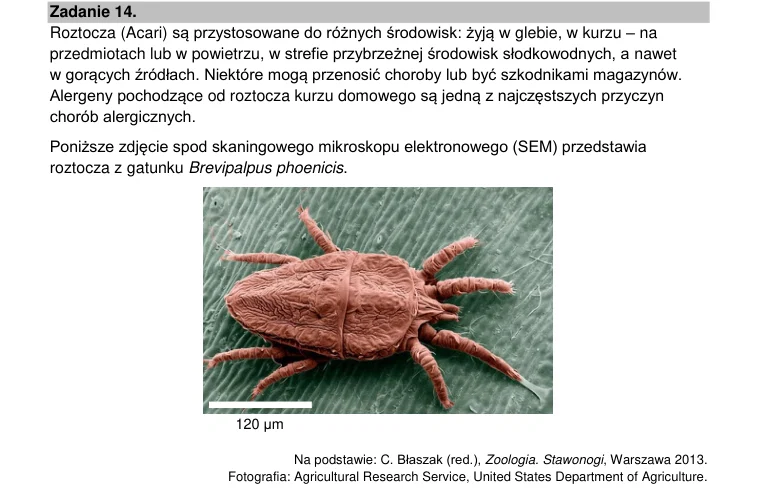 Zadanie 14.
Roztocza (Acari) są przystosowane do różnych środowisk: żyją w glebie, w kurzu – na
przedmiotach lub w powietrzu, w strefie przybrzeżnej środowisk słodkowodnych, a nawet
w gorących źródłach. Niektóre mogą przenosić choroby lub być szkodnikami magazynów.
Alergeny pochodzące od roztocza kurzu domowego są jedną z najczęstszych przyczyn
chorób alergicznych.
Poniższe zdjęcie spod skaningowego mikroskopu elektronowego (SEM) przedstawia
roztocza z gatunku Brevipalpus phoenicis.
120 µm
Na podstawie: C. Błaszak (red.), Zoologia. Stawonogi, Warszawa 2013.
Fotografia: Agricultural Research Service, United States Department of Agriculture.